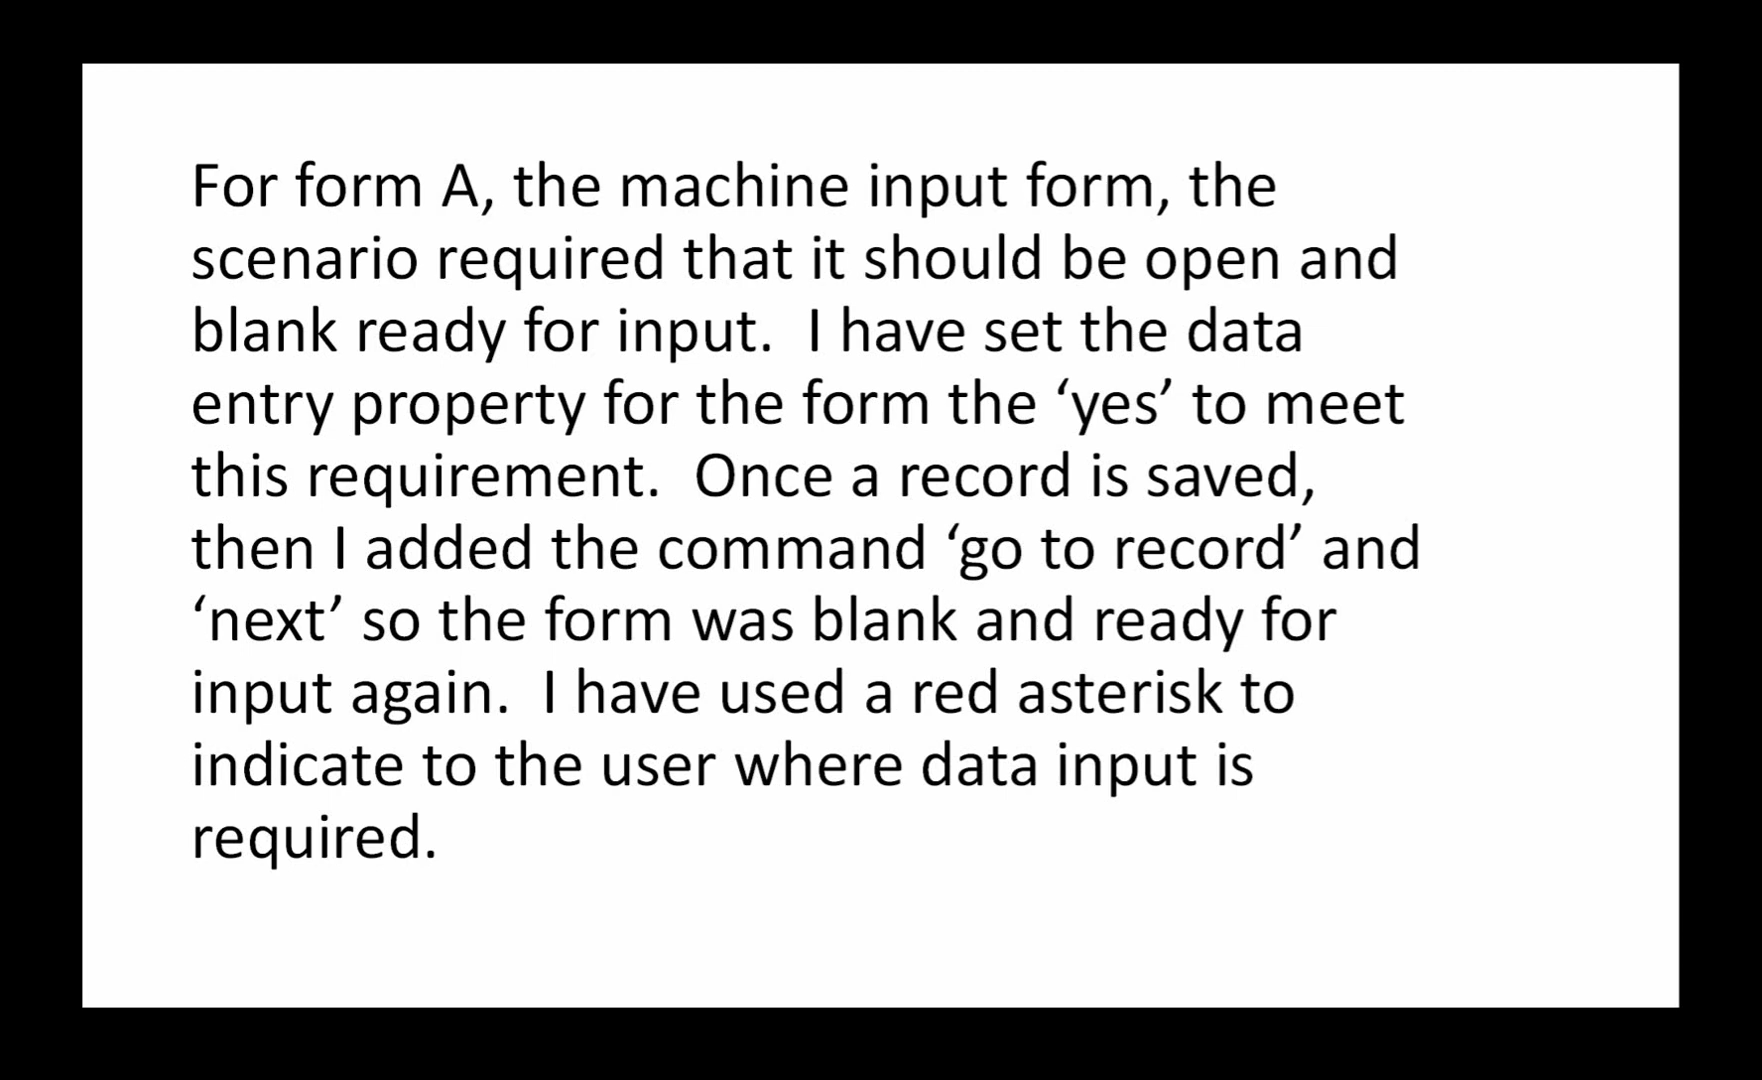 For form A, the machine input form, the
scenario required that it should be open and
blank ready for input.  I have set the data
entry property for the form the ‘yes’ to meet
this requirement.  Once a record is saved,
then I added the command ‘go to record’ and
‘next’ so the form was blank and ready for
input again.  I have used a red asterisk to
indicate to the user where data input is
required.